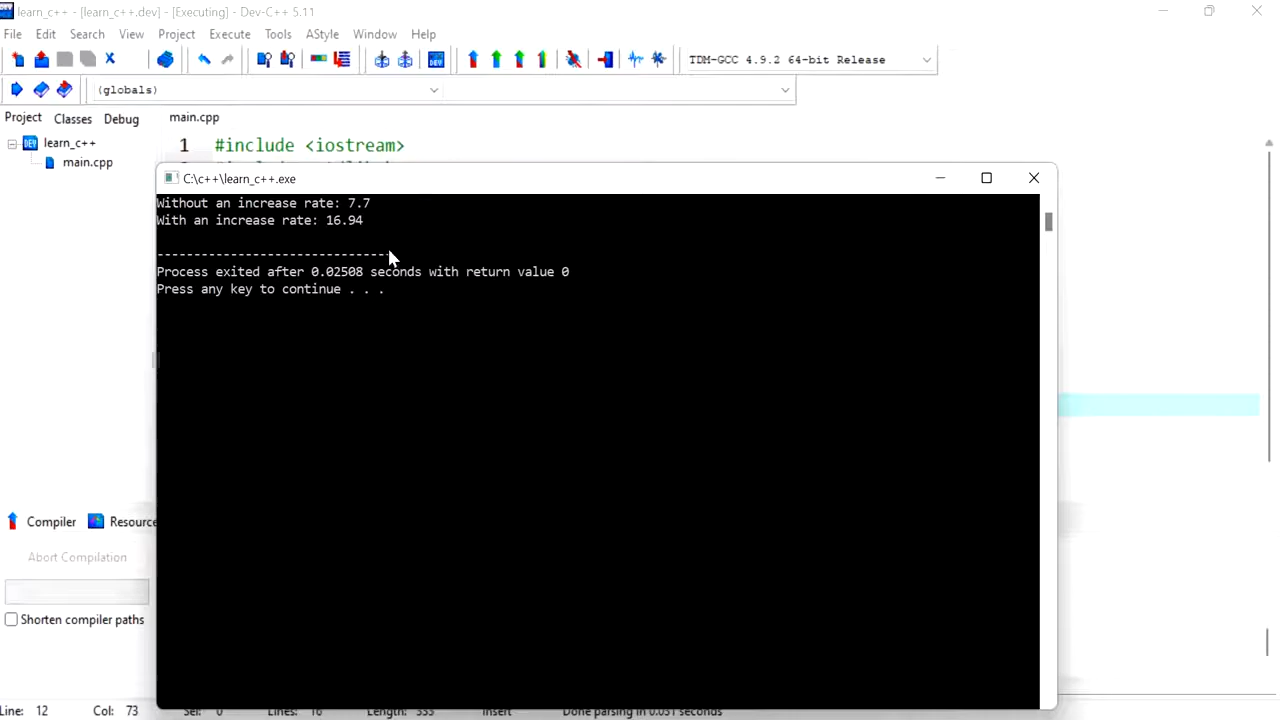 learn_c++ - [learn_c++.dev] - [Executing] - Dev-C++ 5.11
File Edit Search View Project Execute Tools AStyle Window Help
TDM-GCC 4.9.2 64-bit Release
(globals)
Project Classes Debug
main.cpp
learn_c++
main.cpp
1 #include <iostream>
C:\c++\learn_c++.exe
Without an increase rate: 7.7
With an increase rate: 16.94
--------------------------------
Process exited after 0.02508 seconds with return value 0
Press any key to continue . . .
Compiler Resource
Abort Compilation
Shorten compiler paths
Line: 12 Col: 73 Sel: 0 Lines: 16 Length: 333 Insert Done parsing in 0.031 seconds